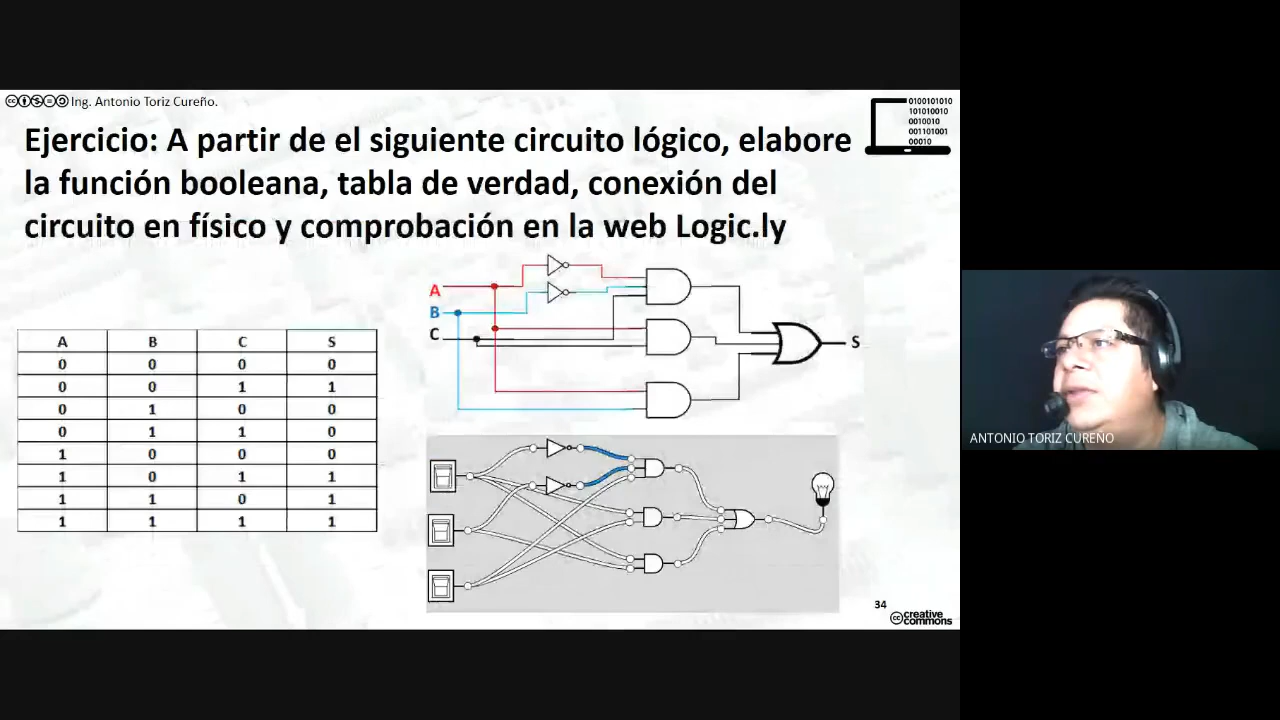 Ing. Antonio Toriz Cureño.
0100101010
101010010
0010010
001101001
00010
Ejercicio: A partir de el siguiente circuito lógico, elabore
la función booleana, tabla de verdad, conexión del
circuito en físico y comprobación en la web Logic.ly
A B C S
0 0 0 0
0 0 1 1
0 1 0 0
0 1 1 0
1 0 0 0
1 0 1 1
1 1 0 1
1 1 1 1
A
B
C
S
34
cc creative
commons
ANTONIO TORIZ CUREÑO